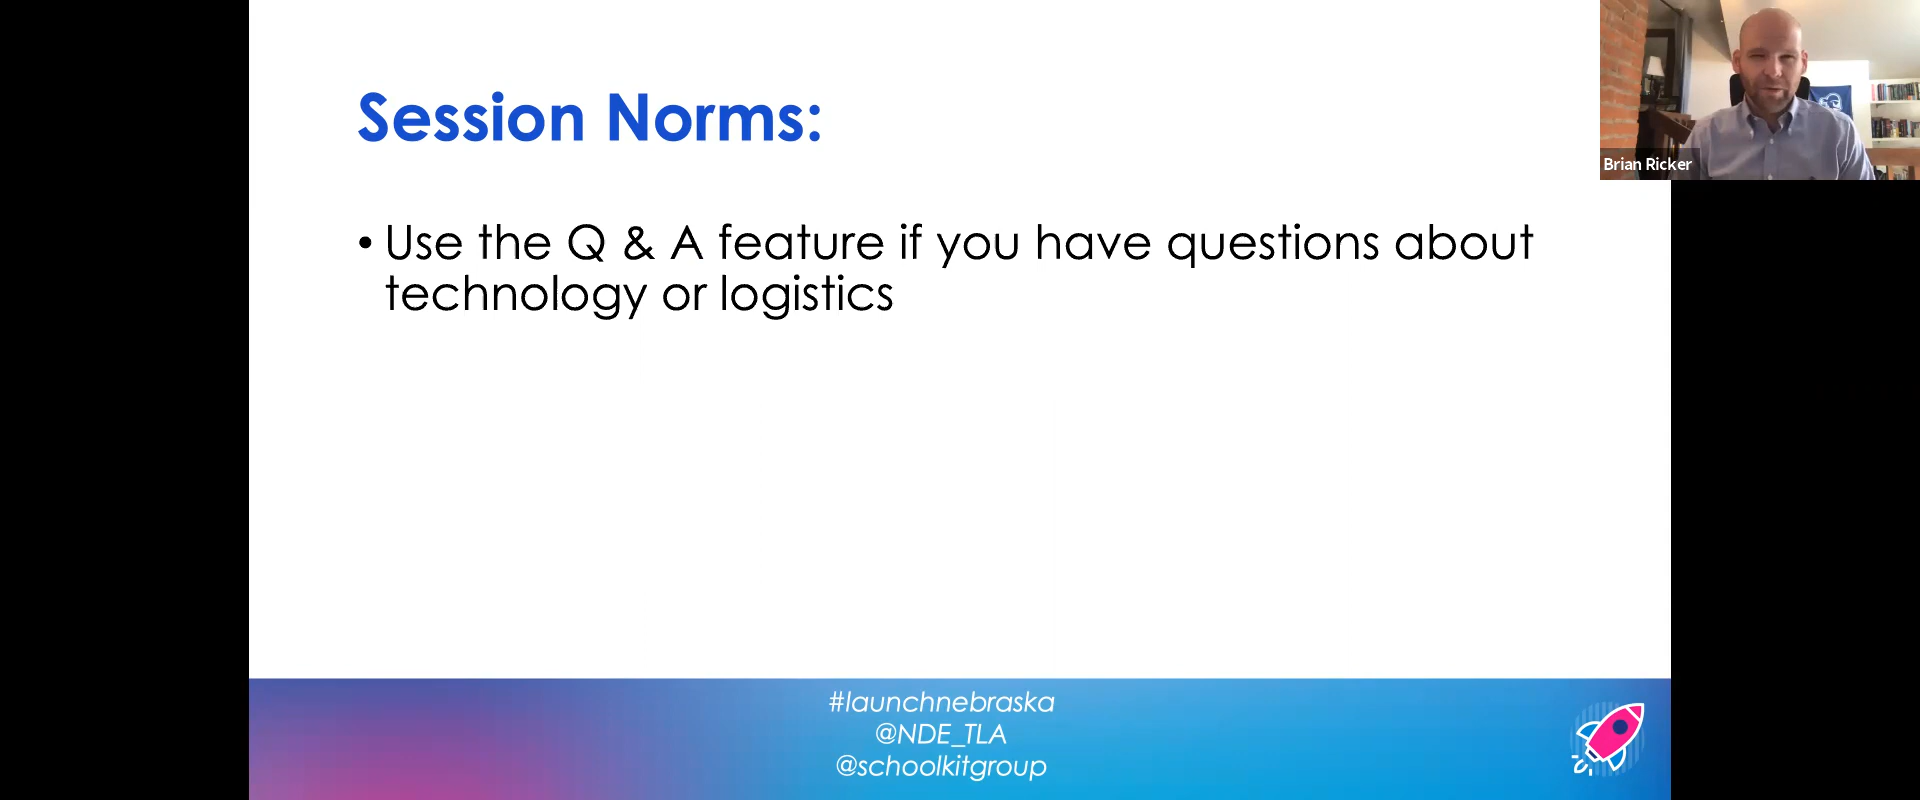 Session Norms:
• Use the Q & A feature if you have questions about
technology or logistics
Brian Ricker
#launchnebraska
@NDE_TLA
@schoolkitgroup